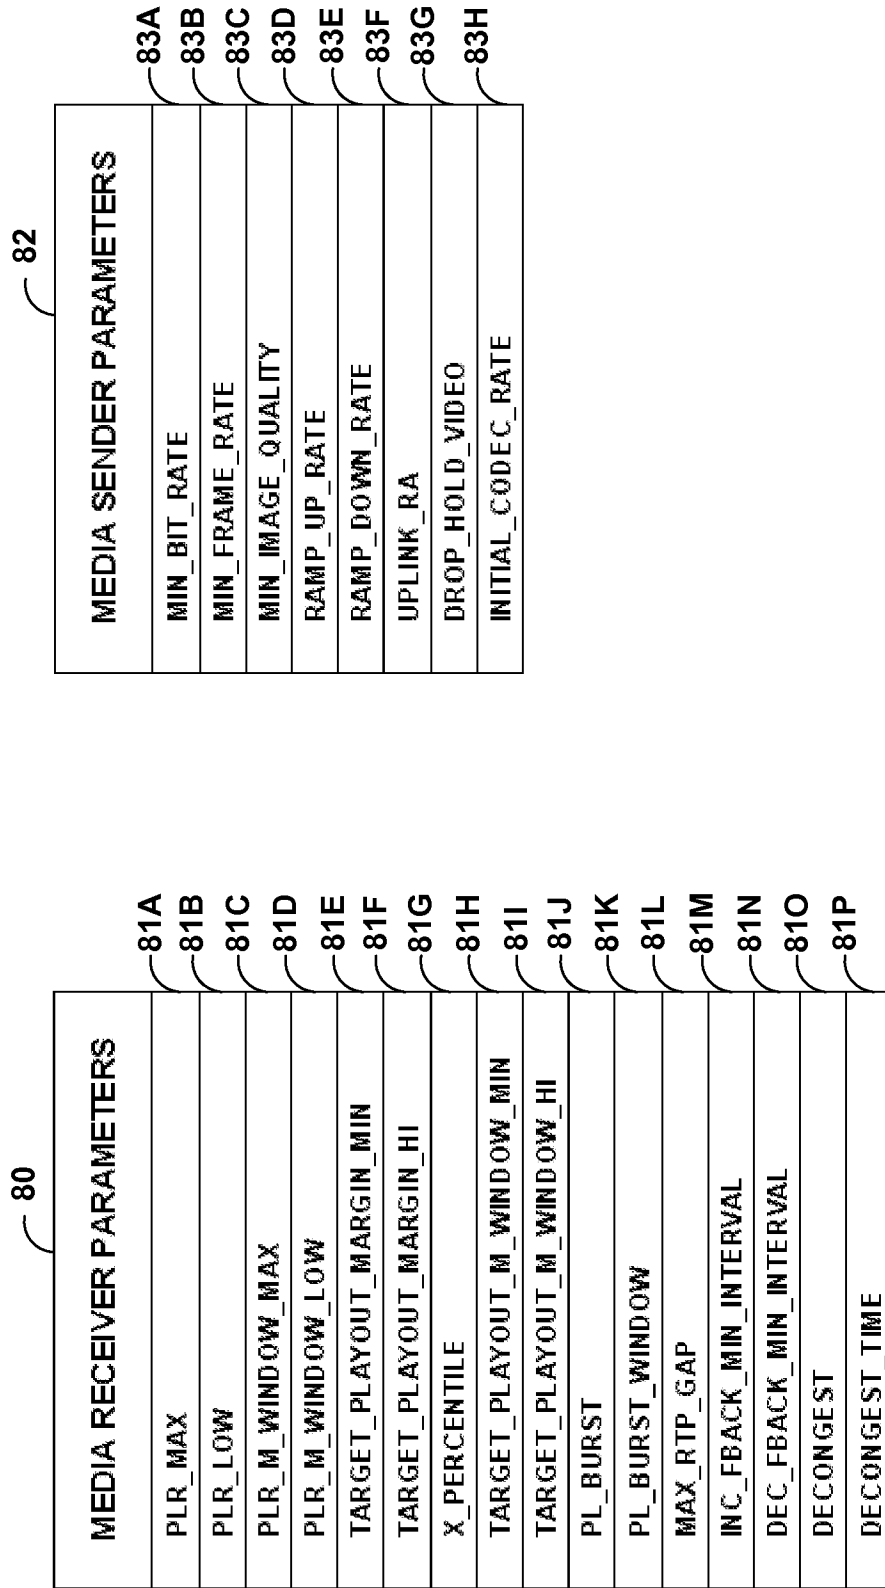 80
MEDIA RECEIVER PARAMETERS
PLR_MAX 81A
PLR_LOW 81B
PLR_M_WINDOW_MAX 81C
PLR_M_WINDOW_LOW 81D
TARGET_PLAYOUT_MARGIN_MIN 81E
TARGET_PLAYOUT_MARGIN_HI 81F
X_PERCENTILE 81G
TARGET_PLAYOUT_M_WINDOW_MIN 81H
TARGET_PLAYOUT_M_WINDOW_HI 81I
PL_BURST 81J
PL_BURST_WINDOW 81K
MAX_RTP_GAP 81L
INC_FBACK_MIN_INTERVAL 81M
DEC_FBACK_MIN_INTERVAL 81N
DECONGEST 81O
DECONGEST_TIME 81P
82
MEDIA SENDER PARAMETERS
MIN_BIT_RATE 83A
MIN_FRAME_RATE 83B
MIN_IMAGE_QUALITY 83C
RAMP_UP_RATE 83D
RAMP_DOWN_RATE 83E
UPLINK_RA 83F
DROP_HOLD_VIDEO 83G
INITIAL_CODEC_RATE 83H